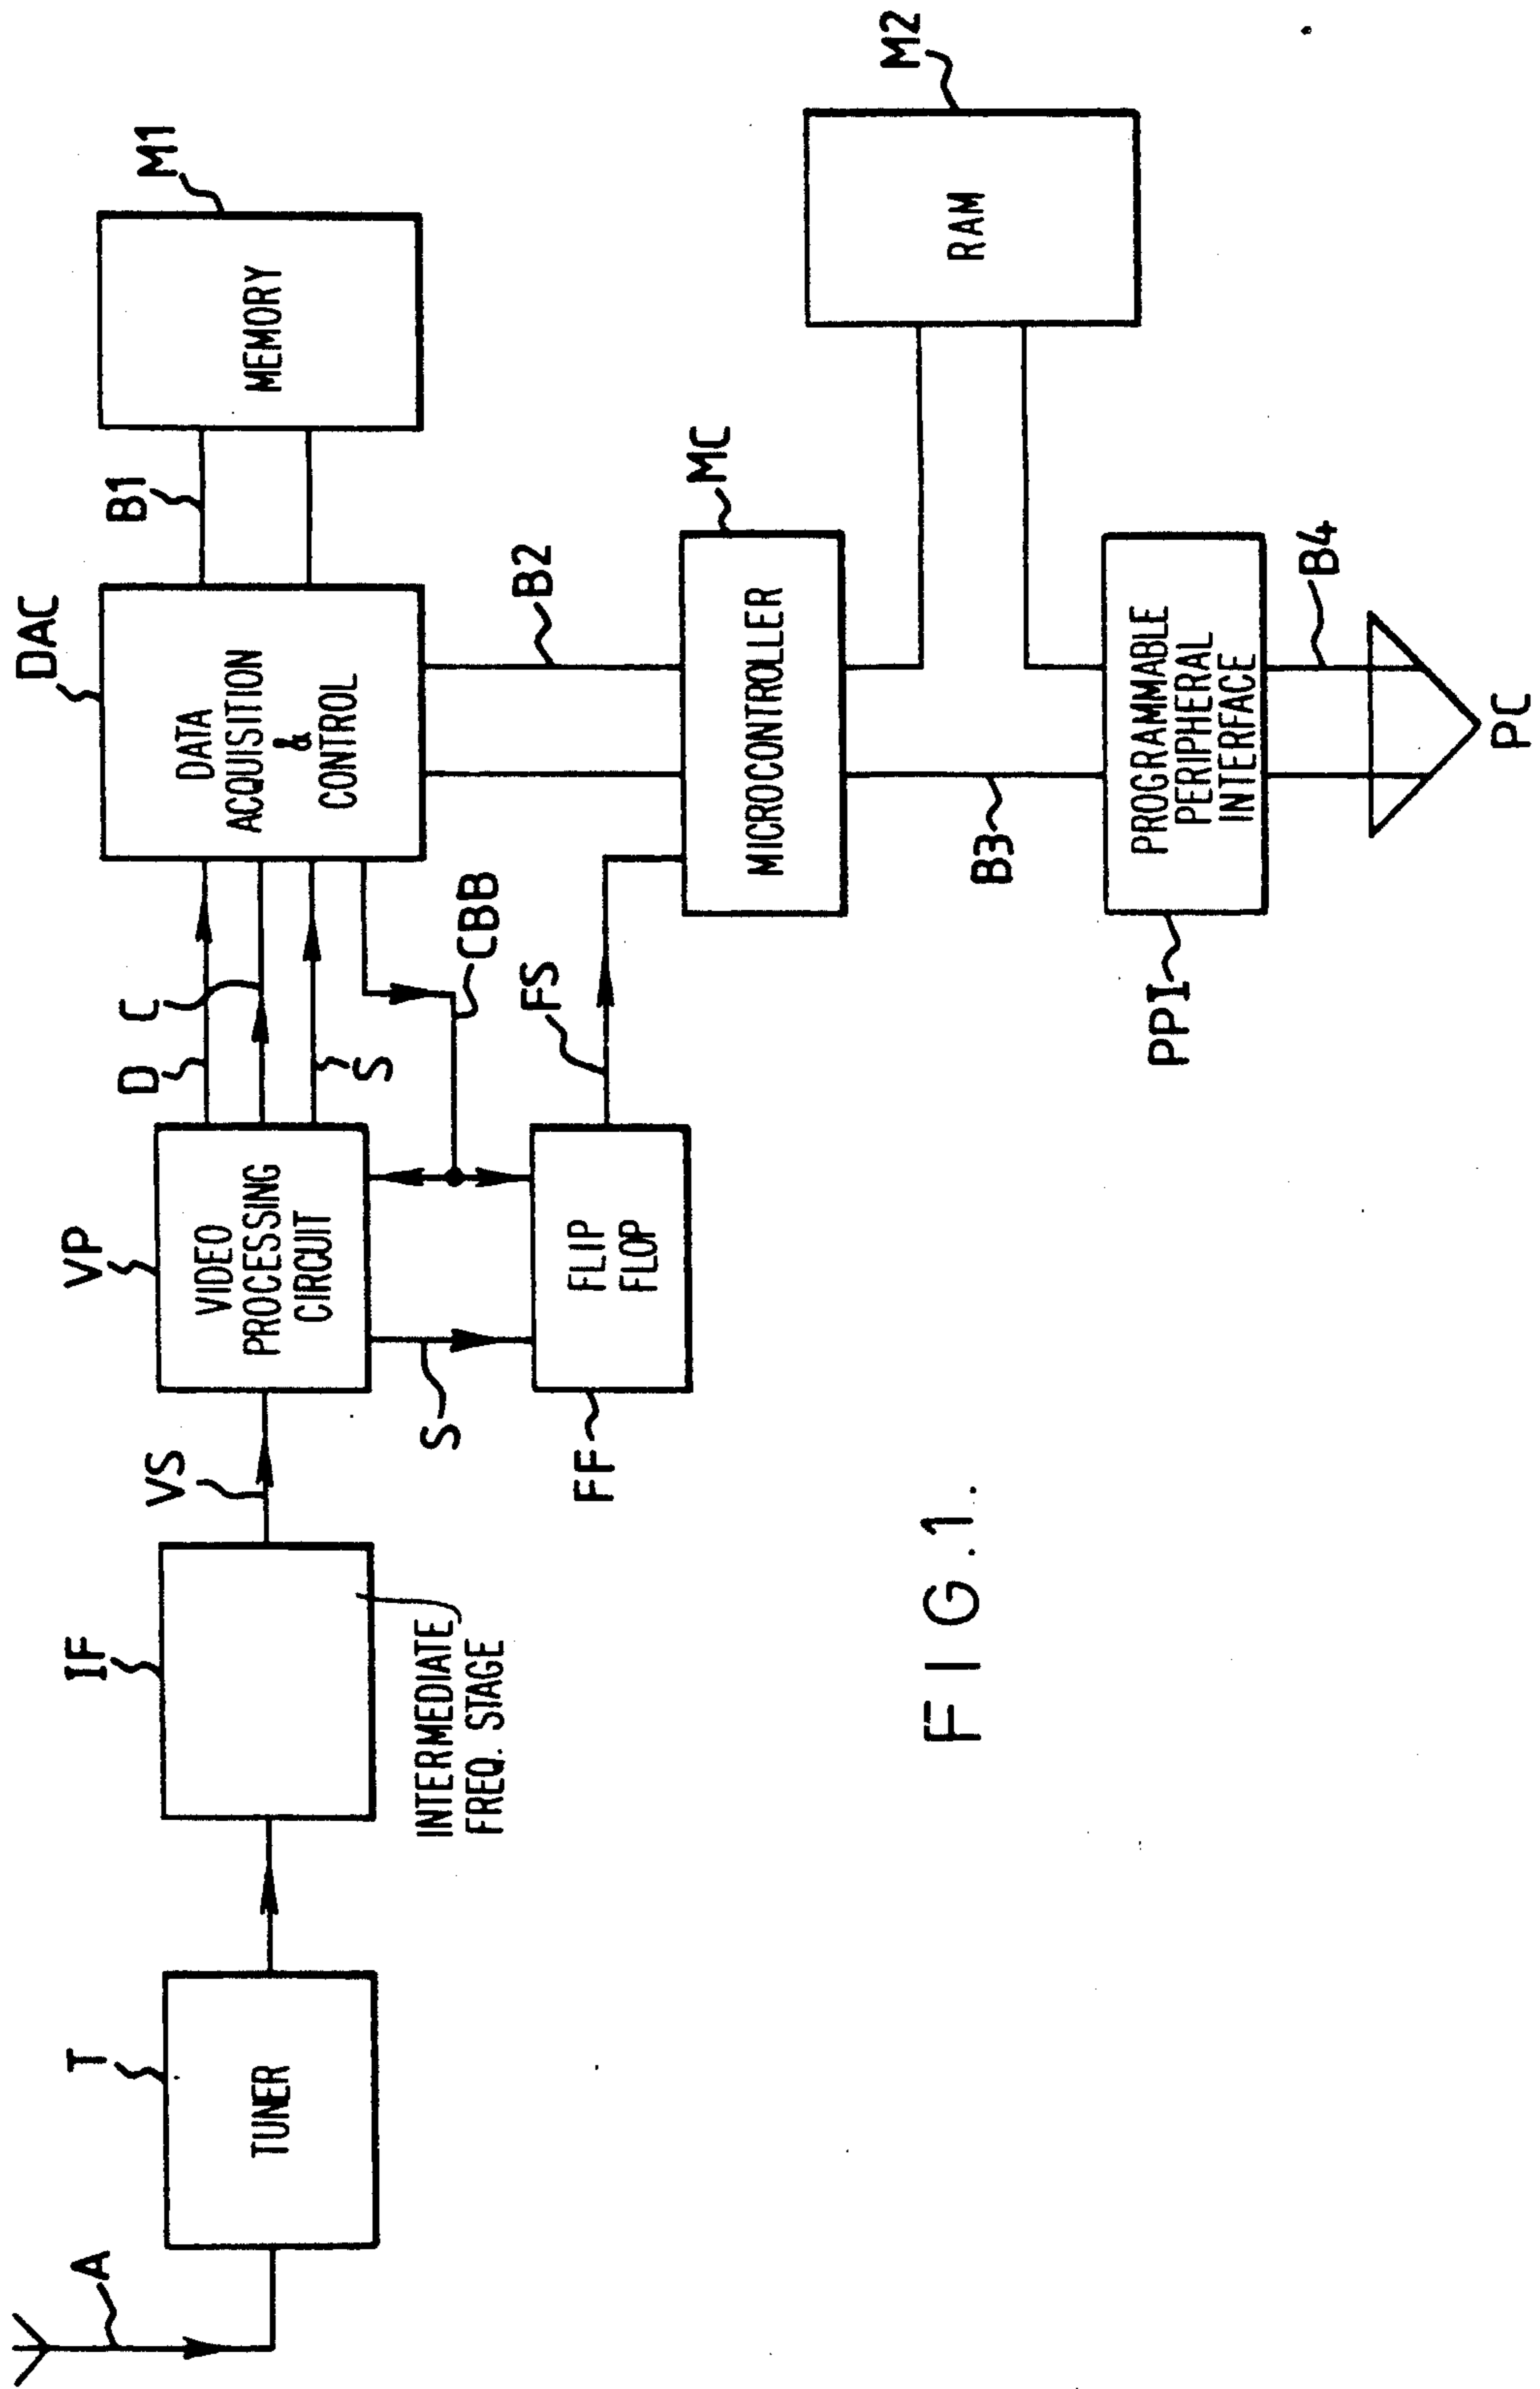 A
T
TUNER
IF
INTERMEDIATE
FREQ. STAGE
VS
VP
VIDEO
PROCESSING
CIRCUIT
S
FF
FLIP
FLOP
D
C
S
CBB
FS
DAC
DATA
ACQUISITION
&
CONTROL
B1
M1
MEMORY
B2
MC
MICROCONTROLLER
M2
RAM
B3
PPI
PROGRAMMABLE
PERIPHERAL
INTERFACE
B4
PC
FIG.1.